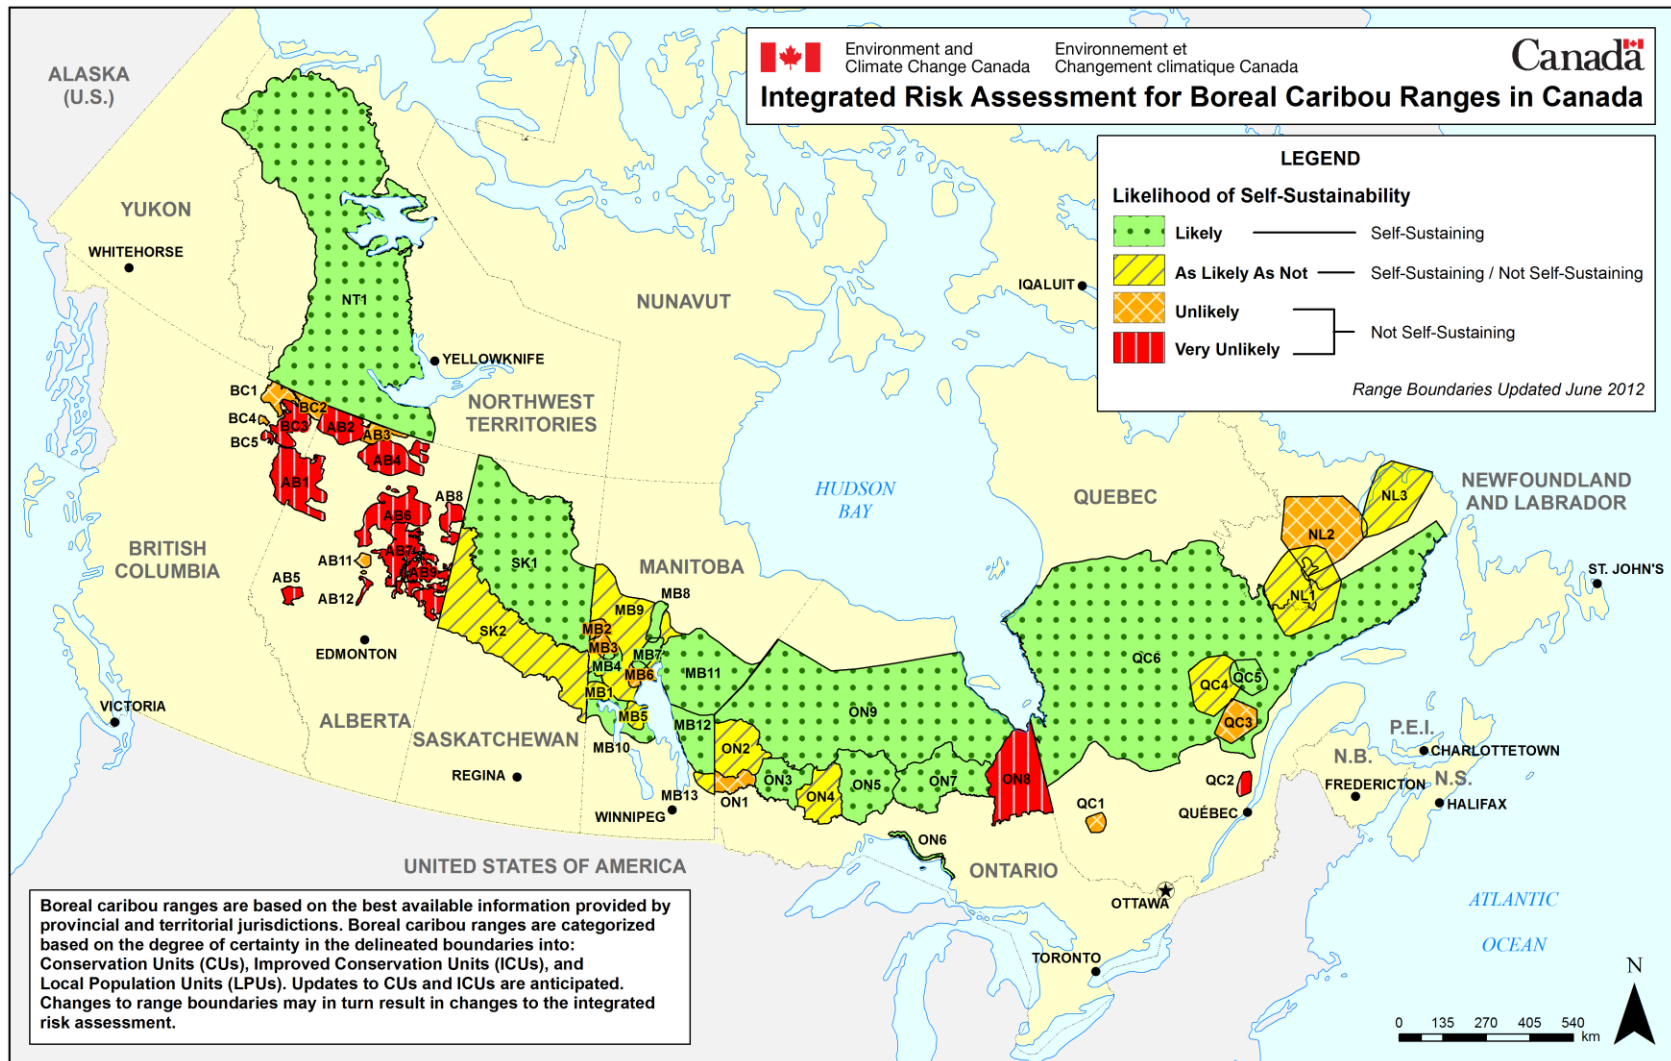 Environment and
Climate Change Canada
Environnement et
Changement climatique Canada
Canada
Integrated Risk Assessment for Boreal Caribou Ranges in Canada
LEGEND
Likelihood of Self-Sustainability
Likely
Self-Sustaining
As Likely As Not
Self-Sustaining / Not Self-Sustaining
Unlikely
Very Unlikely
Not Self-Sustaining
Range Boundaries Updated June 2012
ALASKA
(U.S.)
YUKON
WHITEHORSE
NT1
NUNAVUT
IQALUIT
YELLOWKNIFE
NORTHWEST
TERRITORIES
BC1
BC2
BC4
BC3
BC5
AB2
AB3
AB4
AB1
AB8
AB6
AB7
AB11
AB9
AB5
AB12
BRITISH
COLUMBIA
EDMONTON
VICTORIA
ALBERTA
SASKATCHEWAN
REGINA
SK1
SK2
MANITOBA
MB8
MB9
MB2
MB3
MB7
MB4
MB6
MB11
MB1
MB5
MB12
MB10
MB13
WINNIPEG
HUDSON
BAY
QUEBEC
NL3
NL2
NL1
NEWFOUNDLAND
AND LABRADOR
ST. JOHN'S
QC6
QC4
QC5
QC3
QC2
QC1
QUÉBEC
ON9
ON2
ON3
ON1
ON4
ON5
ON7
ON8
ON6
ONTARIO
OTTAWA
TORONTO
P.E.I.
CHARLOTTETOWN
N.B.
N.S.
FREDERICTON
HALIFAX
UNITED STATES OF AMERICA
ATLANTIC
OCEAN
Boreal caribou ranges are based on the best available information provided by
provincial and territorial jurisdictions. Boreal caribou ranges are categorized
based on the degree of certainty in the delineated boundaries into:
Conservation Units (CUs), Improved Conservation Units (ICUs), and
Local Population Units (LPUs). Updates to CUs and ICUs are anticipated.
Changes to range boundaries may in turn result in changes to the integrated
risk assessment.
N
0 135 270 405 540
km